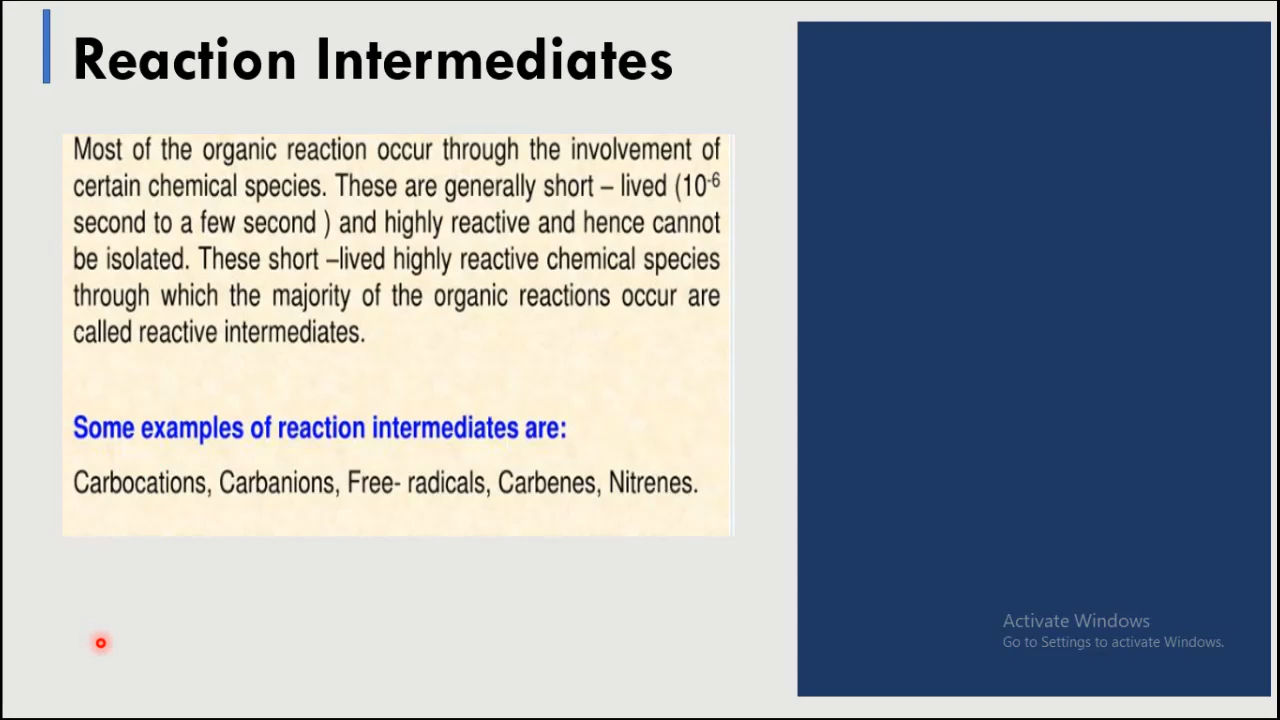 Reaction Intermediates
Most of the organic reaction occur through the involvement of
certain chemical species. These are generally short – lived (10⁻⁶
second to a few second ) and highly reactive and hence cannot
be isolated. These short –lived highly reactive chemical species
through which the majority of the organic reactions occur are
called reactive intermediates.
Some examples of reaction intermediates are:
Carbocations, Carbanions, Free- radicals, Carbenes, Nitrenes.
Activate Windows
Go to Settings to activate Windows.